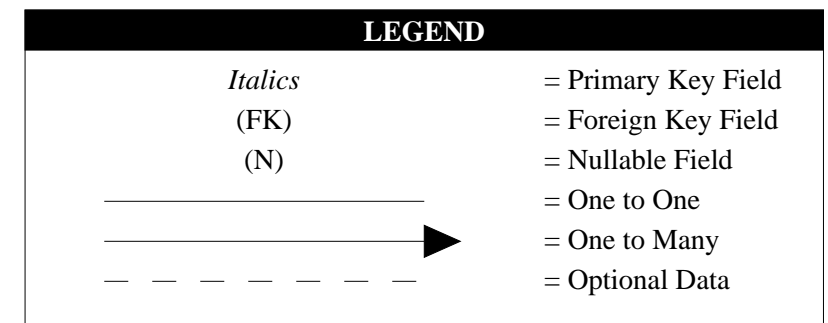 LEGEND
Italics = Primary Key Field
(FK) = Foreign Key Field
(N) = Nullable Field
= One to One
= One to Many
= Optional Data